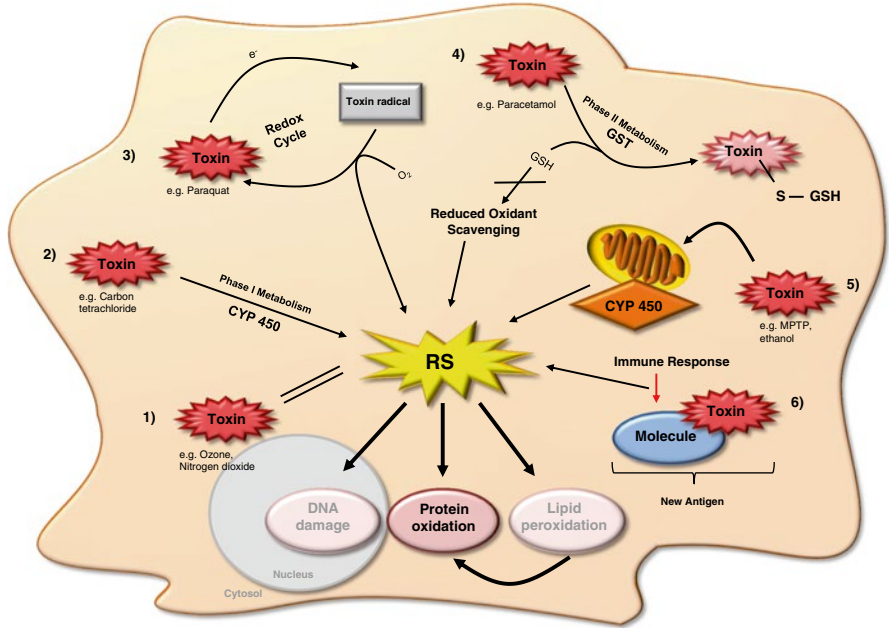 1)
Toxin
e.g. Ozone,
Nitrogen dioxide
2)
Toxin
e.g. Carbon
tetrachloride
Phase I Metabolism
CYP 450
3)
Toxin
e.g. Paraquat
e-
Redox
Cycle
Toxin radical
O2
4)
Toxin
e.g. Paracetamol
Phase II Metabolism
GST
GSH
Toxin
S — GSH
Reduced Oxidant
Scavenging
5)
Toxin
e.g. MPTP,
ethanol
CYP 450
6)
Immune Response
Toxin
Molecule
New Antigen
RS
DNA
damage
Protein
oxidation
Lipid
peroxidation
Nucleus
Cytosol